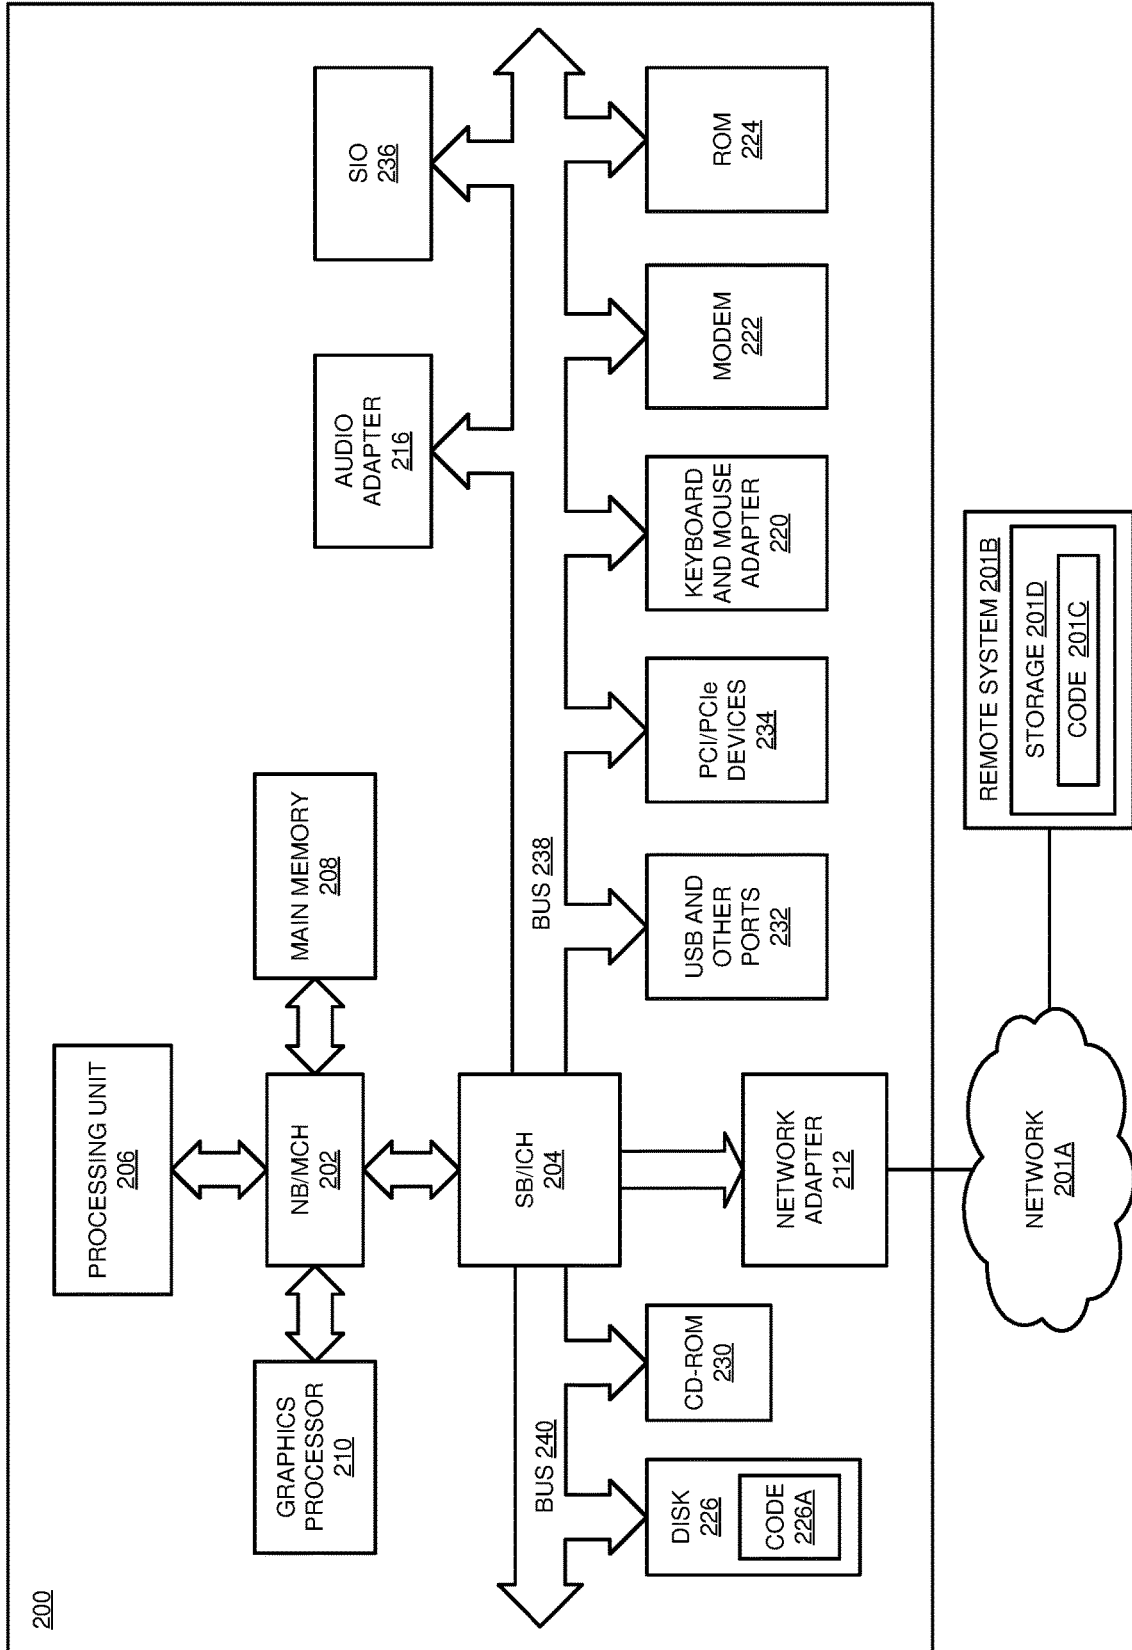 200
PROCESSING UNIT
206
GRAPHICS
PROCESSOR
210
NB/MCH
202
MAIN MEMORY
208
AUDIO
ADAPTER
216
SIO
236
SB/ICH
204
BUS 240
BUS 238
DISK
226
CODE
226A
CD-ROM
230
NETWORK
ADAPTER
212
USB AND
OTHER
PORTS
232
PCI/PCIe
DEVICES
234
KEYBOARD
AND MOUSE
ADAPTER
220
MODEM
222
ROM
224
NETWORK
201A
REMOTE SYSTEM 201B
STORAGE 201D
CODE 201C